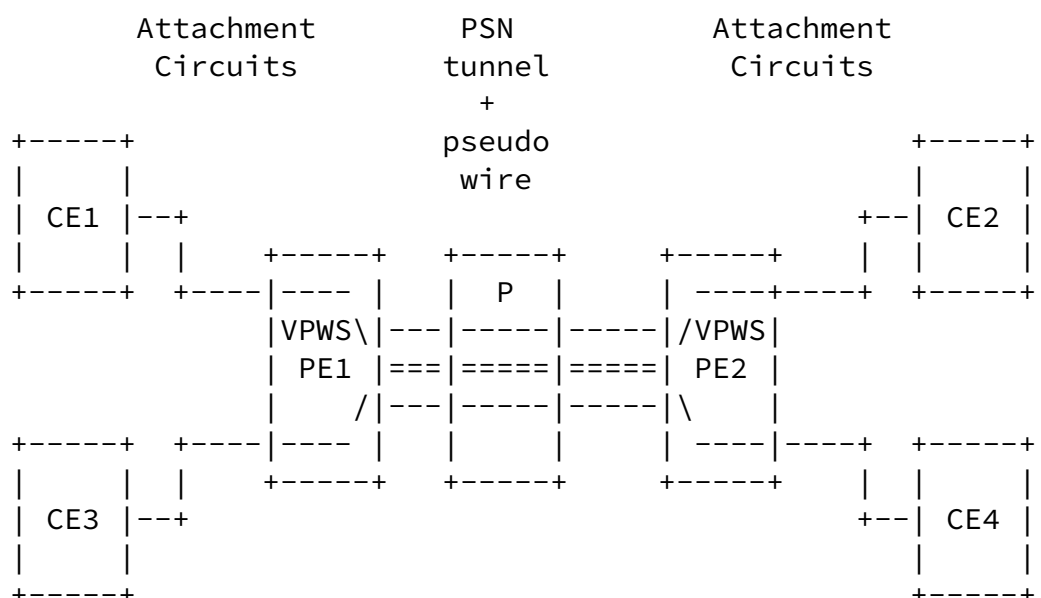 Attachment PSN Attachment
Circuits tunnel Circuits
+
pseudo
wire
CE1 CE2
P
VPWS VPWS
PE1 PE2
CE3 CE4